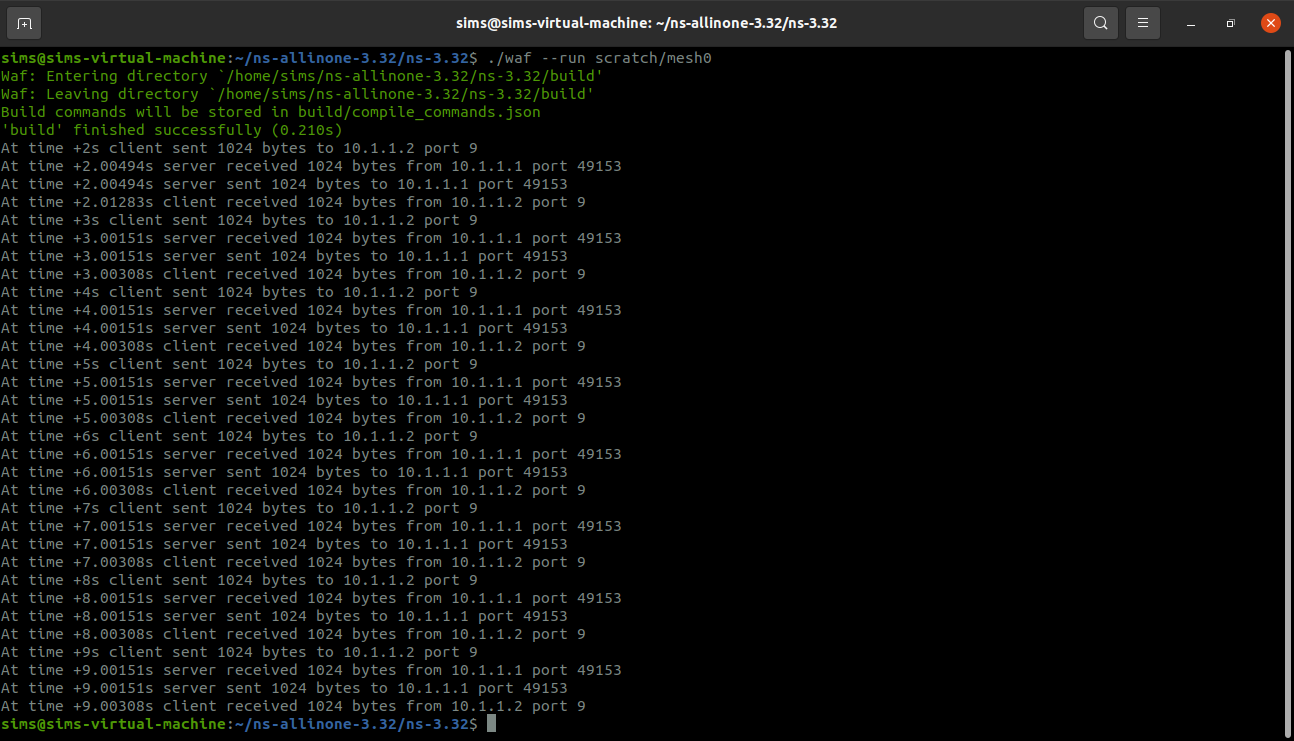 sims@sims-virtual-machine: ~/ns-allinone-3.32/ns-3.32
sims@sims-virtual-machine:~/ns-allinone-3.32/ns-3.32$ ./waf --run scratch/mesh0
Waf: Entering directory `/home/sims/ns-allinone-3.32/ns-3.32/build'
Waf: Leaving directory `/home/sims/ns-allinone-3.32/ns-3.32/build'
Build commands will be stored in build/compile_commands.json
'build' finished successfully (0.210s)
At time +2s client sent 1024 bytes to 10.1.1.2 port 9
At time +2.00494s server received 1024 bytes from 10.1.1.1 port 49153
At time +2.00494s server sent 1024 bytes to 10.1.1.1 port 49153
At time +2.01283s client received 1024 bytes from 10.1.1.2 port 9
At time +3s client sent 1024 bytes to 10.1.1.2 port 9
At time +3.00151s server received 1024 bytes from 10.1.1.1 port 49153
At time +3.00151s server sent 1024 bytes to 10.1.1.1 port 49153
At time +3.00308s client received 1024 bytes from 10.1.1.2 port 9
At time +4s client sent 1024 bytes to 10.1.1.2 port 9
At time +4.00151s server received 1024 bytes from 10.1.1.1 port 49153
At time +4.00151s server sent 1024 bytes to 10.1.1.1 port 49153
At time +4.00308s client received 1024 bytes from 10.1.1.2 port 9
At time +5s client sent 1024 bytes to 10.1.1.2 port 9
At time +5.00151s server received 1024 bytes from 10.1.1.1 port 49153
At time +5.00151s server sent 1024 bytes to 10.1.1.1 port 49153
At time +5.00308s client received 1024 bytes from 10.1.1.2 port 9
At time +6s client sent 1024 bytes to 10.1.1.2 port 9
At time +6.00151s server received 1024 bytes from 10.1.1.1 port 49153
At time +6.00151s server sent 1024 bytes to 10.1.1.1 port 49153
At time +6.00308s client received 1024 bytes from 10.1.1.2 port 9
At time +7s client sent 1024 bytes to 10.1.1.2 port 9
At time +7.00151s server received 1024 bytes from 10.1.1.1 port 49153
At time +7.00151s server sent 1024 bytes to 10.1.1.1 port 49153
At time +7.00308s client received 1024 bytes from 10.1.1.2 port 9
At time +8s client sent 1024 bytes to 10.1.1.2 port 9
At time +8.00151s server received 1024 bytes from 10.1.1.1 port 49153
At time +8.00151s server sent 1024 bytes to 10.1.1.1 port 49153
At time +8.00308s client received 1024 bytes from 10.1.1.2 port 9
At time +9s client sent 1024 bytes to 10.1.1.2 port 9
At time +9.00151s server received 1024 bytes from 10.1.1.1 port 49153
At time +9.00151s server sent 1024 bytes to 10.1.1.1 port 49153
At time +9.00308s client received 1024 bytes from 10.1.1.2 port 9
sims@sims-virtual-machine:~/ns-allinone-3.32/ns-3.32$